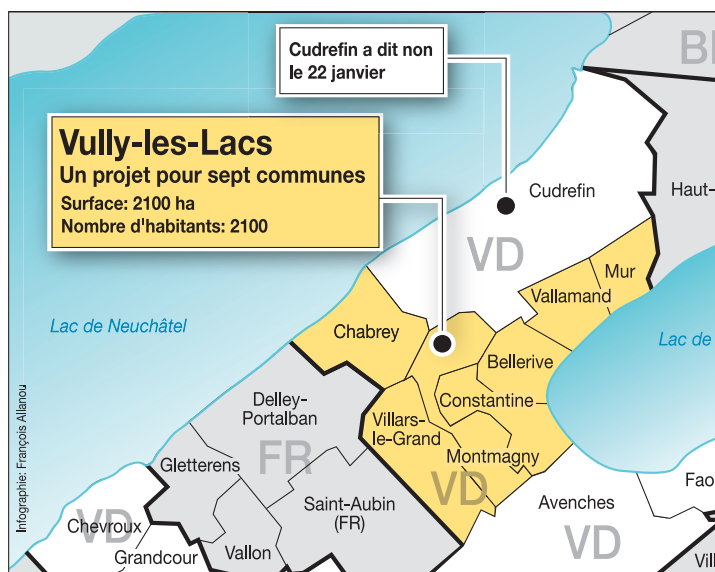 Cudrefin a dit non
le 22 janvier
BE
Vully-les-Lacs
Un projet pour sept communes
Surface: 2100 ha
Nombre d'habitants: 2100
Cudrefin
Haut-
VD
Mur
Vallamand
Lac de Neuchâtel
Chabrey
Lac de
Bellerive
Delley-
Portalban
Constantine
Villars-
le-Grand
FR
Gletterens
Montmagny
VD
Saint-Aubin
(FR)
Avenches
Fao
Chevroux
VD
VD
Grandcour
Vallon
Vill
Infographie: François Allanou